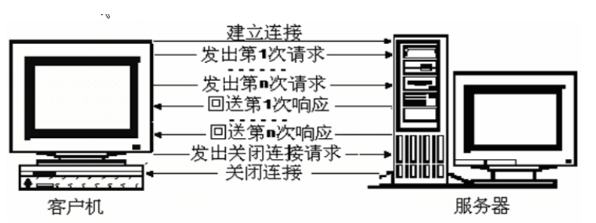 建立连接
发出第1次请求
发出第n次请求
回送第1次响应
回送第n次响应
发出关闭连接请求
关闭连接
客户机
服务器